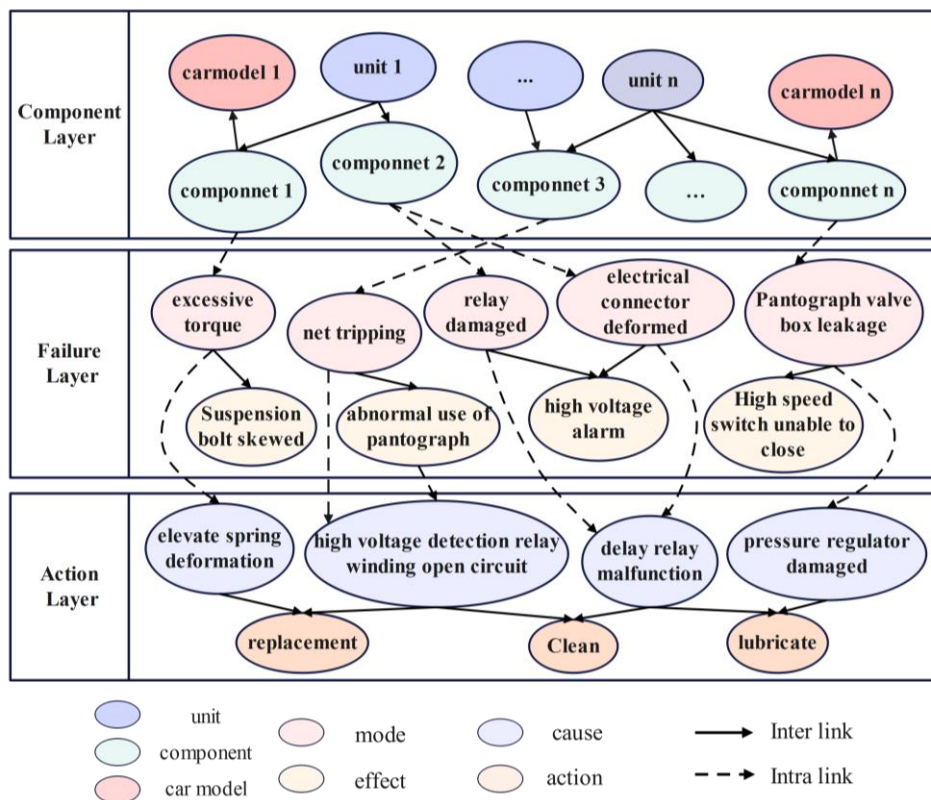 carmodel 1
unit 1
...
unit n
carmodel n
Component
Layer
componnet 1
componnet 2
componnet 3
...
componnet n
excessive
torque
net tripping
relay
damaged
electrical
connector
deformed
Pantograph valve
box leakage
Failure
Layer
Suspension
bolt skewed
abnormal use of
pantograph
high voltage
alarm
High speed
switch unable to
close
elevate spring
deformation
high voltage detection relay
winding open circuit
delay relay
malfunction
pressure regulator
damaged
Action
Layer
replacement
Clean
lubricate
unit
mode
cause
Inter link
component
effect
action
Intra link
car model